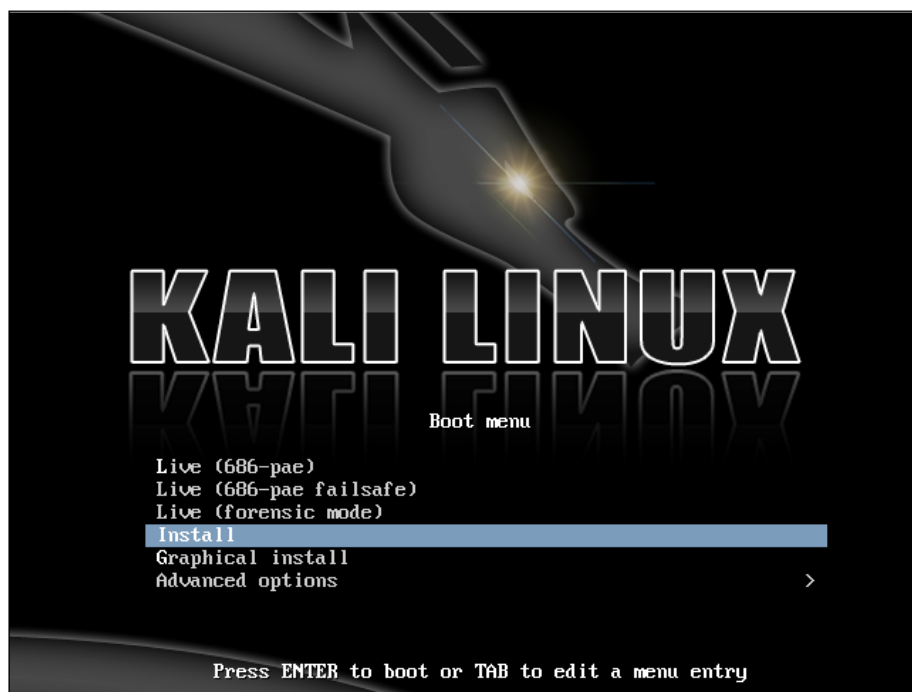 KALI LINUX
Boot menu
Live (686-pae)
Live (686-pae failsafe)
Live (forensic mode)
Install
Graphical install
Advanced options >
Press ENTER to boot or TAB to edit a menu entry